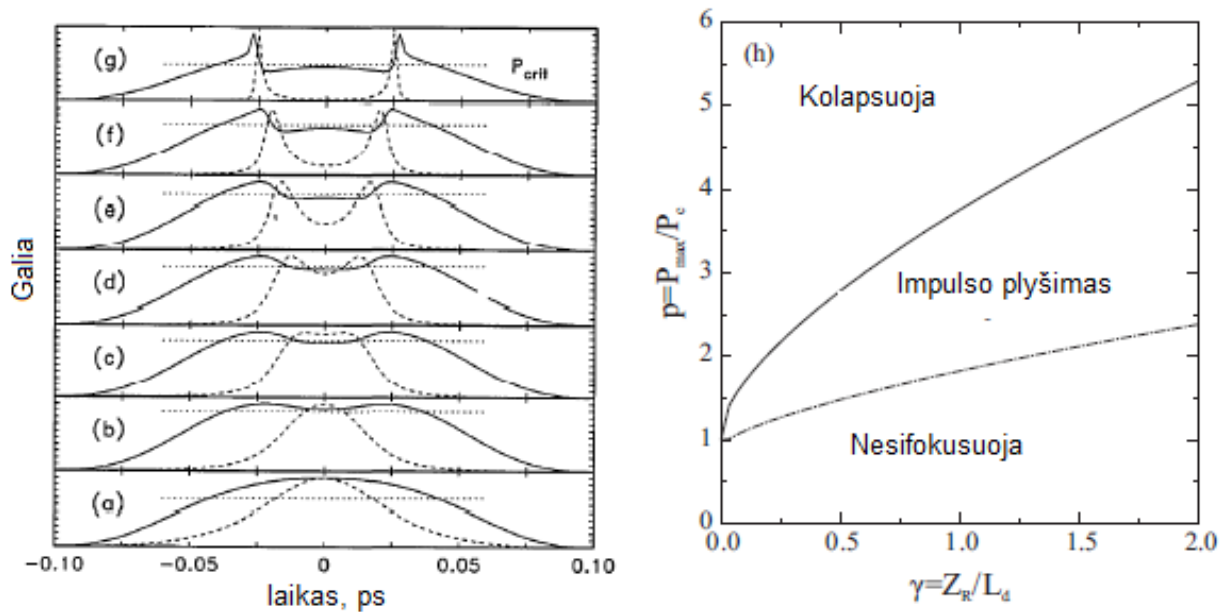 (g)
P_crit
(f)
(e)
(d)
(c)
(b)
(a)
Galia
-0.10 -0.05 0 0.05 0.10
laikas, ps
(h)
Kolapsuoja
Impulso plyšimas
Nesifokusuoja
p=P_max/P_c
6
5
4
3
2
1
0
0.0 0.5 1.0 1.5 2.0
γ=Z_R/L_d